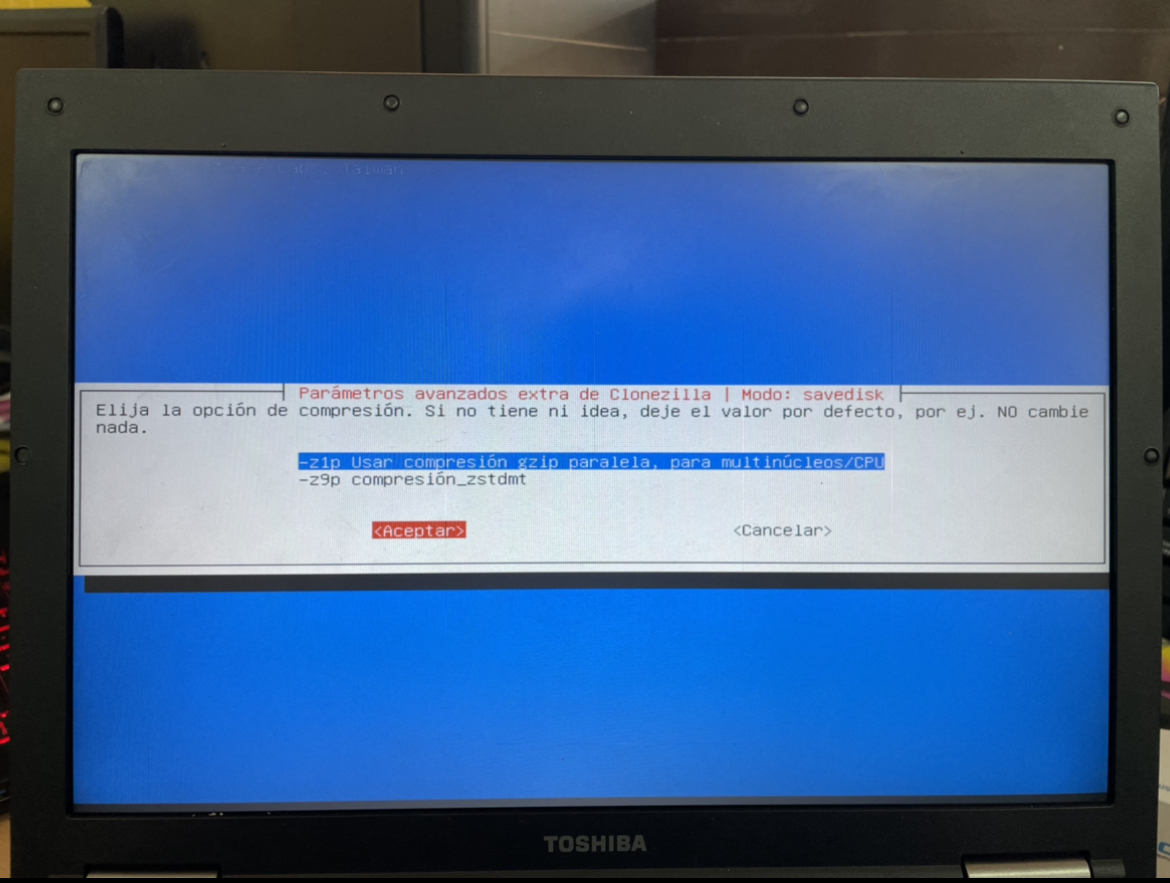 Parámetros avanzados extra de Clonezilla | Modo: savedisk
Elija la opción de compresión. Si no tiene ni idea, deje el valor por defecto, por ej. NO cambie
nada.
-z1p Usar compresión gzip paralela, para multinúcleos/CPU
-z9p compresión_zstdmt
<Aceptar> <Cancelar>
TOSHIBA